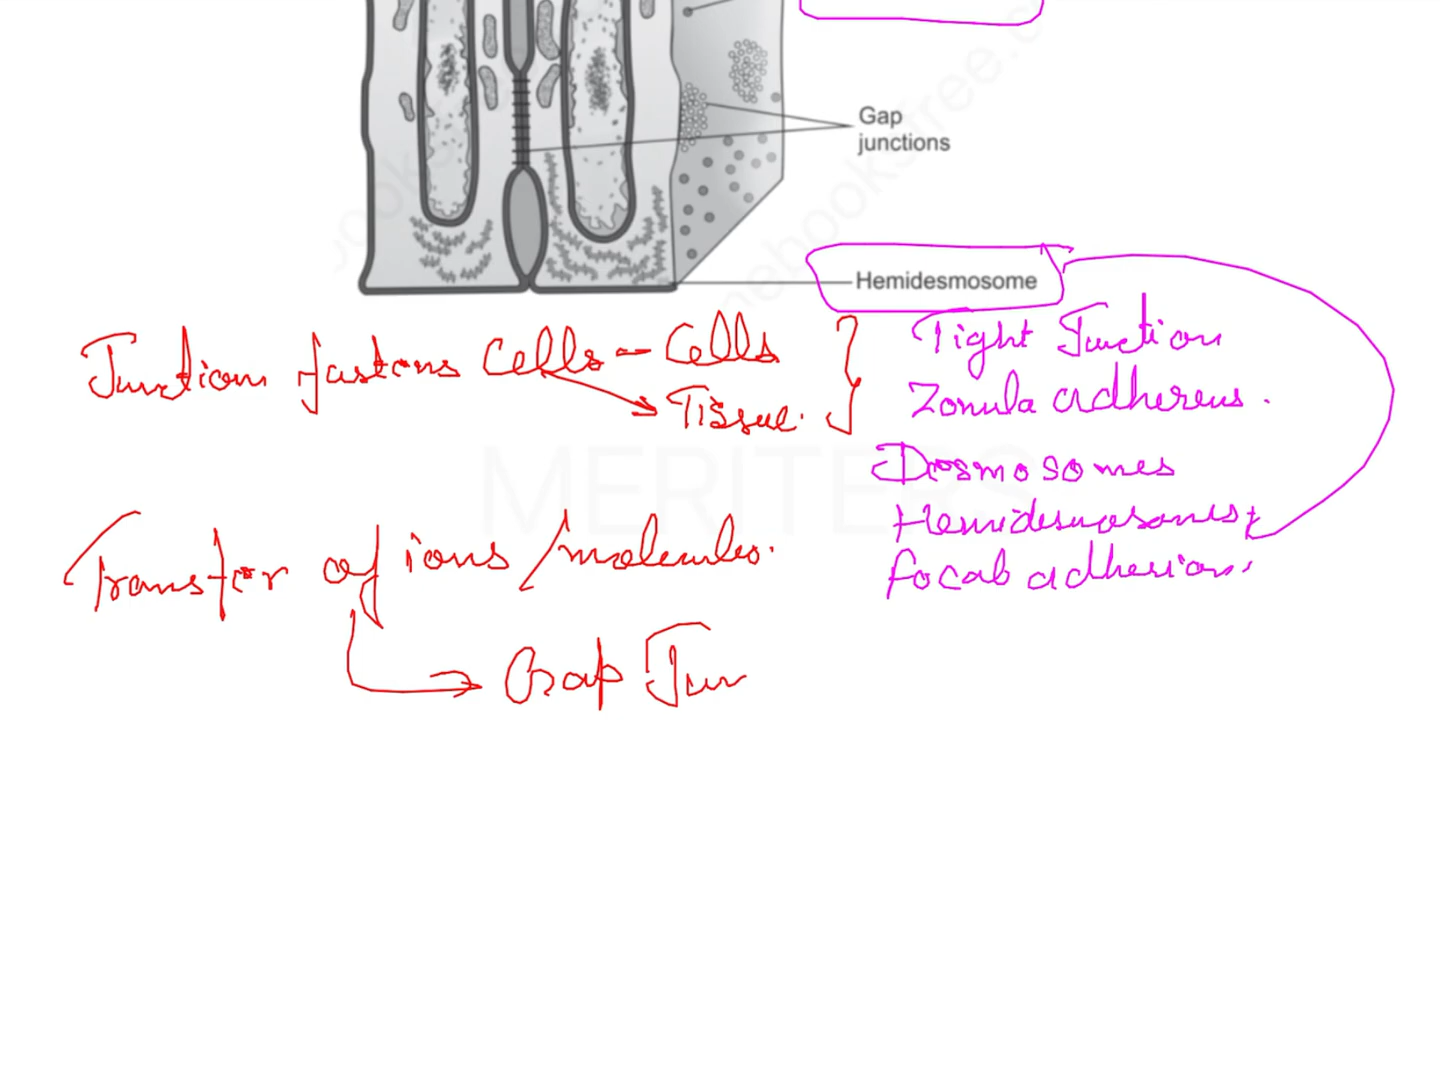 Gap
junctions
Hemidesmosome
Junction fastens Cells - Cells
Tissue.
Tight Junction
Zonula adherens.
Desmosomes
Hemidesmosomes &
focal adhesions
Transfer of ions/molecules.
Gap Jun
MERITERS